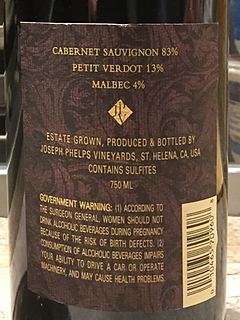 CABERNET SAUVIGNON 83%
PETIT VERDOT 13%
MALBEC 4%
ESTATE GROWN, PRODUCED & BOTTLED BY
JOSEPH PHELPS VINEYARDS, ST. HELENA, CA, USA
CONTAINS SULFITES
750 ML
GOVERNMENT WARNING: (1) ACCORDING TO
THE SURGEON GENERAL, WOMEN SHOULD NOT
DRINK ALCOHOLIC BEVERAGES DURING PREGNANCY
BECAUSE OF THE RISK OF BIRTH DEFECTS. (2)
CONSUMPTION OF ALCOHOLIC BEVERAGES IMPAIRS
YOUR ABILITY TO DRIVE A CAR OR OPERATE
MACHINERY, AND MAY CAUSE HEALTH PROBLEMS.